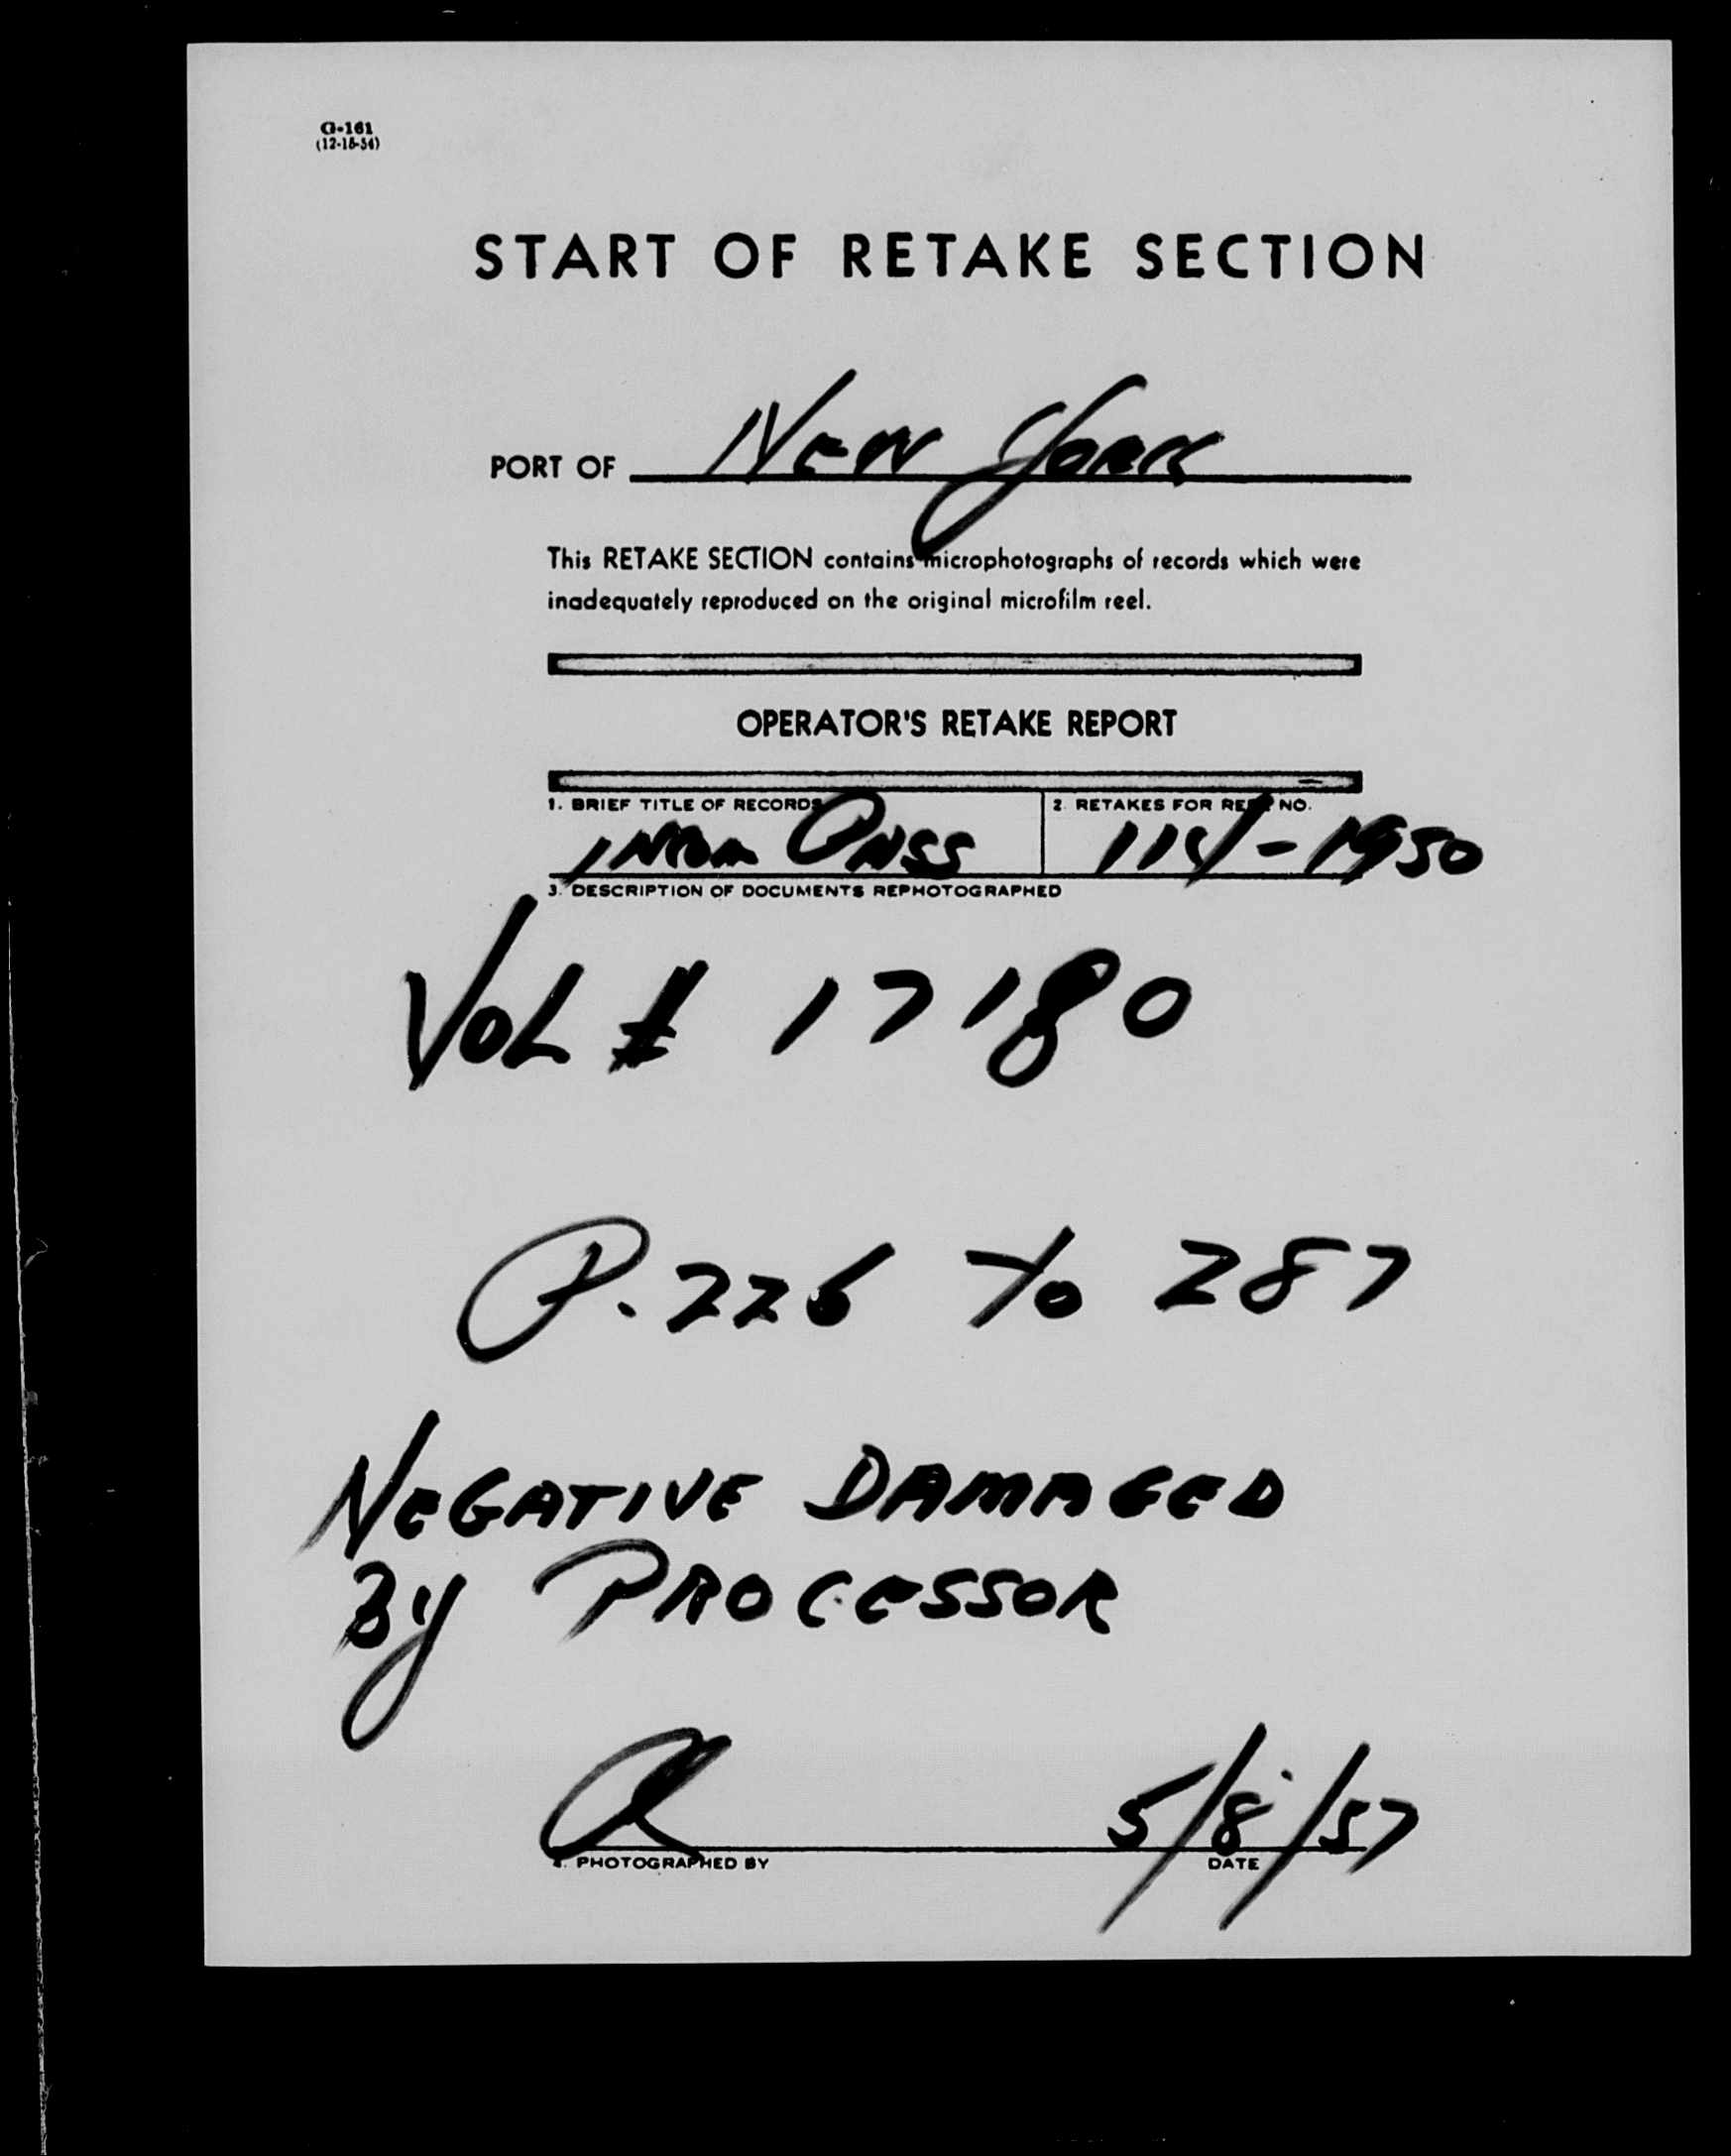 G-161
(12-15-54)
START OF RETAKE SECTION
PORT OF New York
This RETAKE SECTION contains microphotographs of records which were
inadequately reproduced on the original microfilm reel.
OPERATOR'S RETAKE REPORT
1. BRIEF TITLE OF RECORDS 2. RETAKES FOR REEL NO.
PASS 114-1950
3. DESCRIPTION OF DOCUMENTS REPHOTOGRAPHED
VOL # 17180
P. 226 to 287
NEGATIVE DAMAGED
By PROCESSOR
5/8/57
4. PHOTOGRAPHED BY DATE